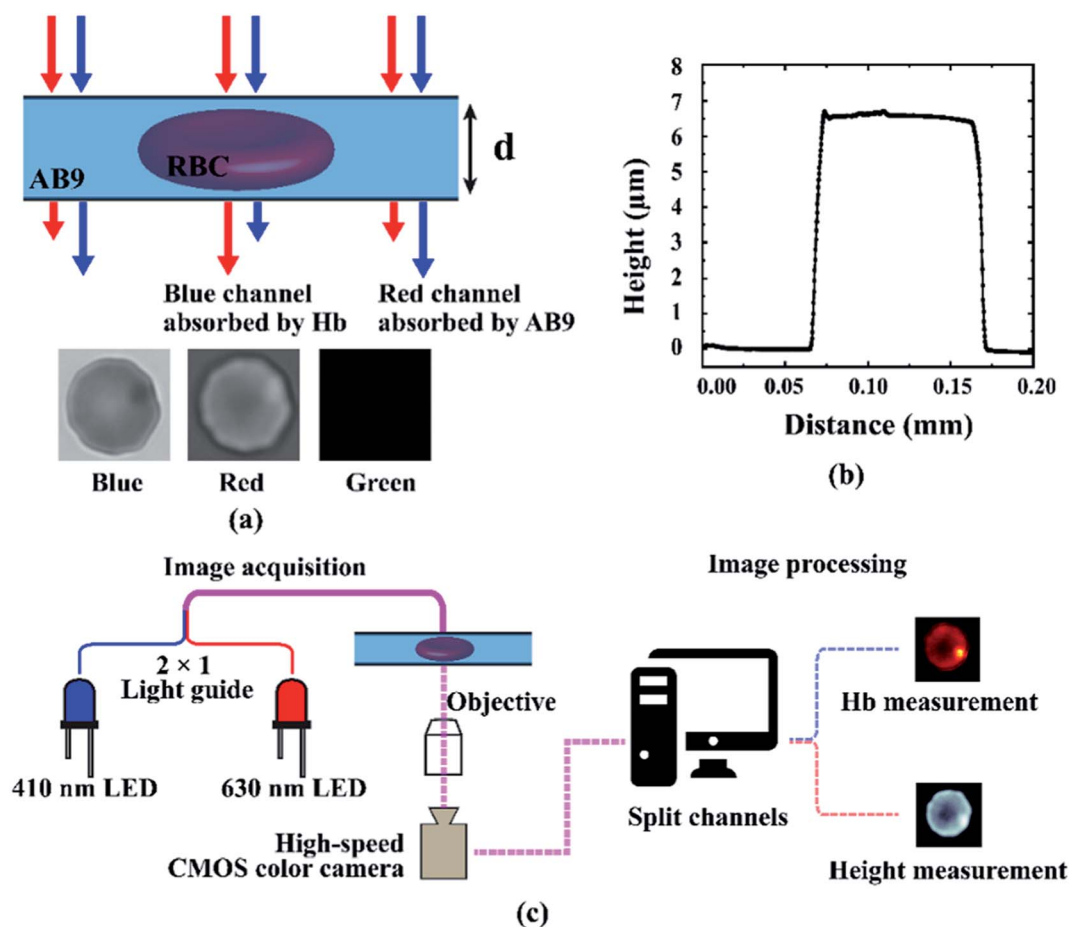 AB9
RBC
d
Blue channel
absorbed by Hb
Red channel
absorbed by AB9
Blue
Red
Green
(a)
8
7
6
5
4
3
2
1
0
Height (μm)
0.00
0.05
0.10
0.15
0.20
Distance (mm)
(b)
Image acquisition
2 × 1
Light guide
410 nm LED
630 nm LED
Objective
High-speed
CMOS color camera
Image processing
Split channels
Hb measurement
Height measurement
(c)